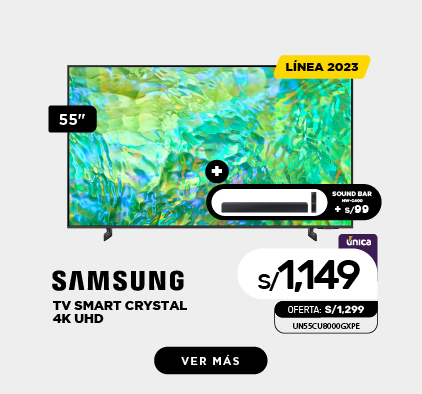 LÍNEA 2023
55"
+
SOUND BAR
HW-C400
+ S/99
única
S/1,149
SAMSUNG
TV SMART CRYSTAL
4K UHD
OFERTA: S/1,299
UN55CU8000GXPE
VER MÁS